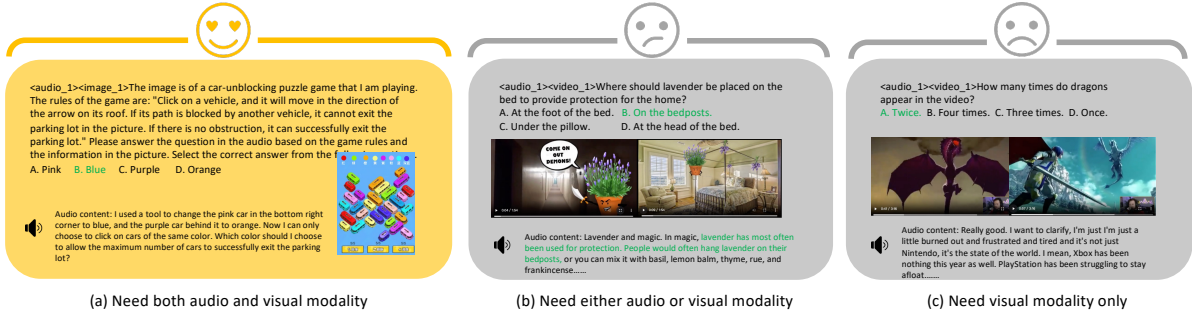 <audio_1><image_1>The image is of a car-unblocking puzzle game that I am playing.
The rules of the game are: "Click on a vehicle, and it will move in the direction of
the arrow on its roof. If its path is blocked by another vehicle, it cannot exit the
parking lot in the picture. If there is no obstruction, it can successfully exit the
parking lot." Please answer the question in the audio based on the game rules and
the information in the picture. Select the correct answer from the
A. Pink B. Blue C. Purple D. Orange
Audio content: I used a tool to change the pink car in the bottom right
corner to blue, and the purple car behind it to orange. Now I can only
choose to click on cars of the same color. Which color should I choose
to allow the maximum number of cars to successfully exit the parking
lot?
(a) Need both audio and visual modality
<audio_1><video_1>Where should lavender be placed on the
bed to provide protection for the home?
A. At the foot of the bed. B. On the bedposts.
C. Under the pillow. D. At the head of the bed.
COME ON
OUT
DEMONS!
Audio content: Lavender and magic. In magic, lavender has most often
been used for protection. People would often hang lavender on their
bedposts, or you can mix it with basil, lemon balm, thyme, rue, and
frankincense......
(b) Need either audio or visual modality
<audio_1><video_1>How many times do dragons
appear in the video?
A. Twice. B. Four times. C. Three times. D. Once.
Audio content: Really good. I want to clarify, I'm just I'm just a
little burned out and frustrated and tired and it's not just
Nintendo, it's the state of the world. I mean, Xbox has been
nothing this year as well. PlayStation has been struggling to stay
afloat.......
(c) Need visual modality only